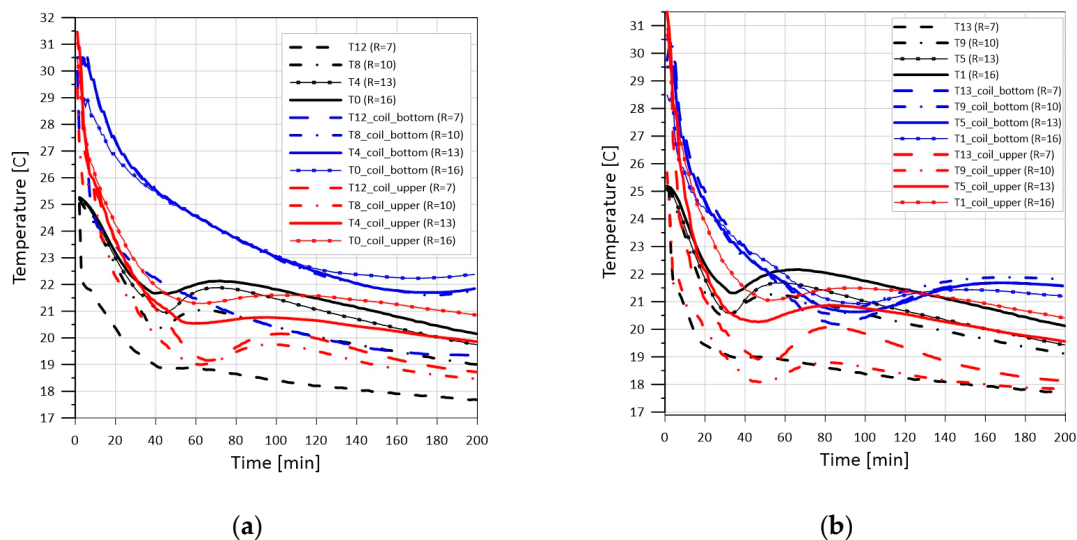 32
31
30
29
28
27
26
25
24
23
22
21
20
19
18
17
Temperature [C]
T12 (R=7)
T8 (R=10)
T4 (R=13)
T0 (R=16)
T12_coil_bottom (R=7)
T8_coil_bottom (R=10)
T4_coil_bottom (R=13)
T0_coil_bottom (R=16)
T12_coil_upper (R=7)
T8_coil_upper (R=10)
T4_coil_upper (R=13)
T0_coil_upper (R=16)
0 20 40 60 80 100 120 140 160 180 200
Time [min]
(a)
31
30
29
28
27
26
25
24
23
22
21
20
19
18
17
Temperature [C]
T13 (R=7)
T9 (R=10)
T5 (R=13)
T1 (R=16)
T13_coil_bottom (R=7)
T9_coil_bottom (R=10)
T5_coil_bottom (R=13)
T1_coil_bottom (R=16)
T13_coil_upper (R=7)
T9_coil_upper (R=10)
T5_coil_upper (R=13)
T1_coil_upper (R=16)
0 20 40 60 80 100 120 140 160 180 200
Time [min]
(b)